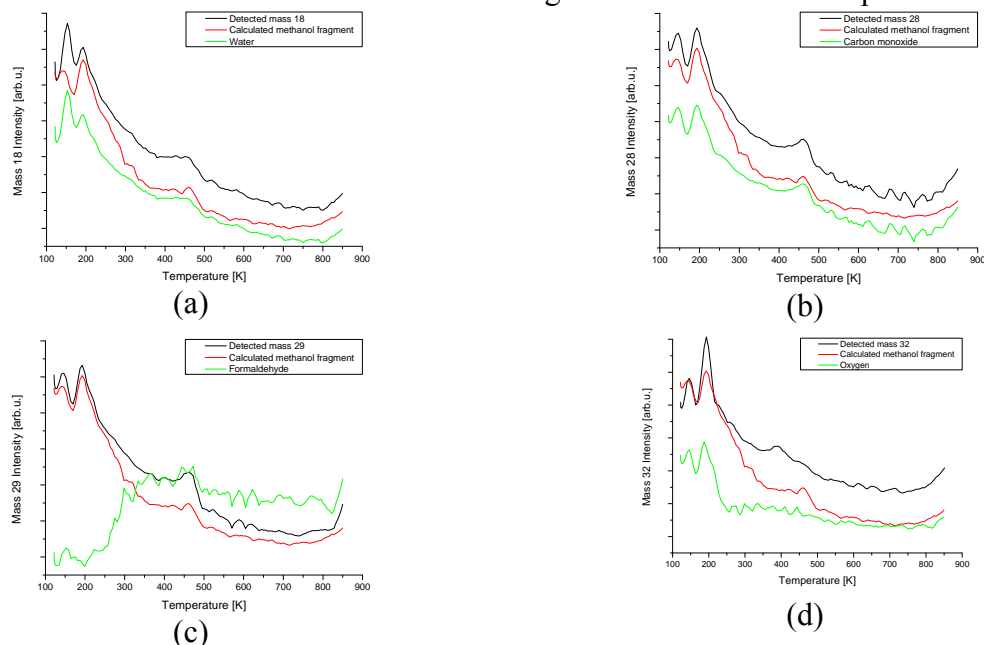 Detected mass 18
Calculated methanol fragment
Water
Mass 18 Intensity [arb.u.]
100 200 300 400 500 600 700 800 900
Temperature [K]
(a)
Detected mass 28
Calculated methanol fragment
Carbon monoxide
Mass 28 Intensity [arb.u.]
100 200 300 400 500 600 700 800 900
Temperature [K]
(b)
Detected mass 29
Calculated methanol fragment
Formaldehyde
Mass 29 Intensity [arb.u.]
100 200 300 400 500 600 700 800 900
Temperature [K]
(c)
Detected mass 32
Calculated methanol fragment
Oxygen
Mass 32 Intensity [arb.u.]
100 200 300 400 500 600 700 800 900
Temperature [K]
(d)